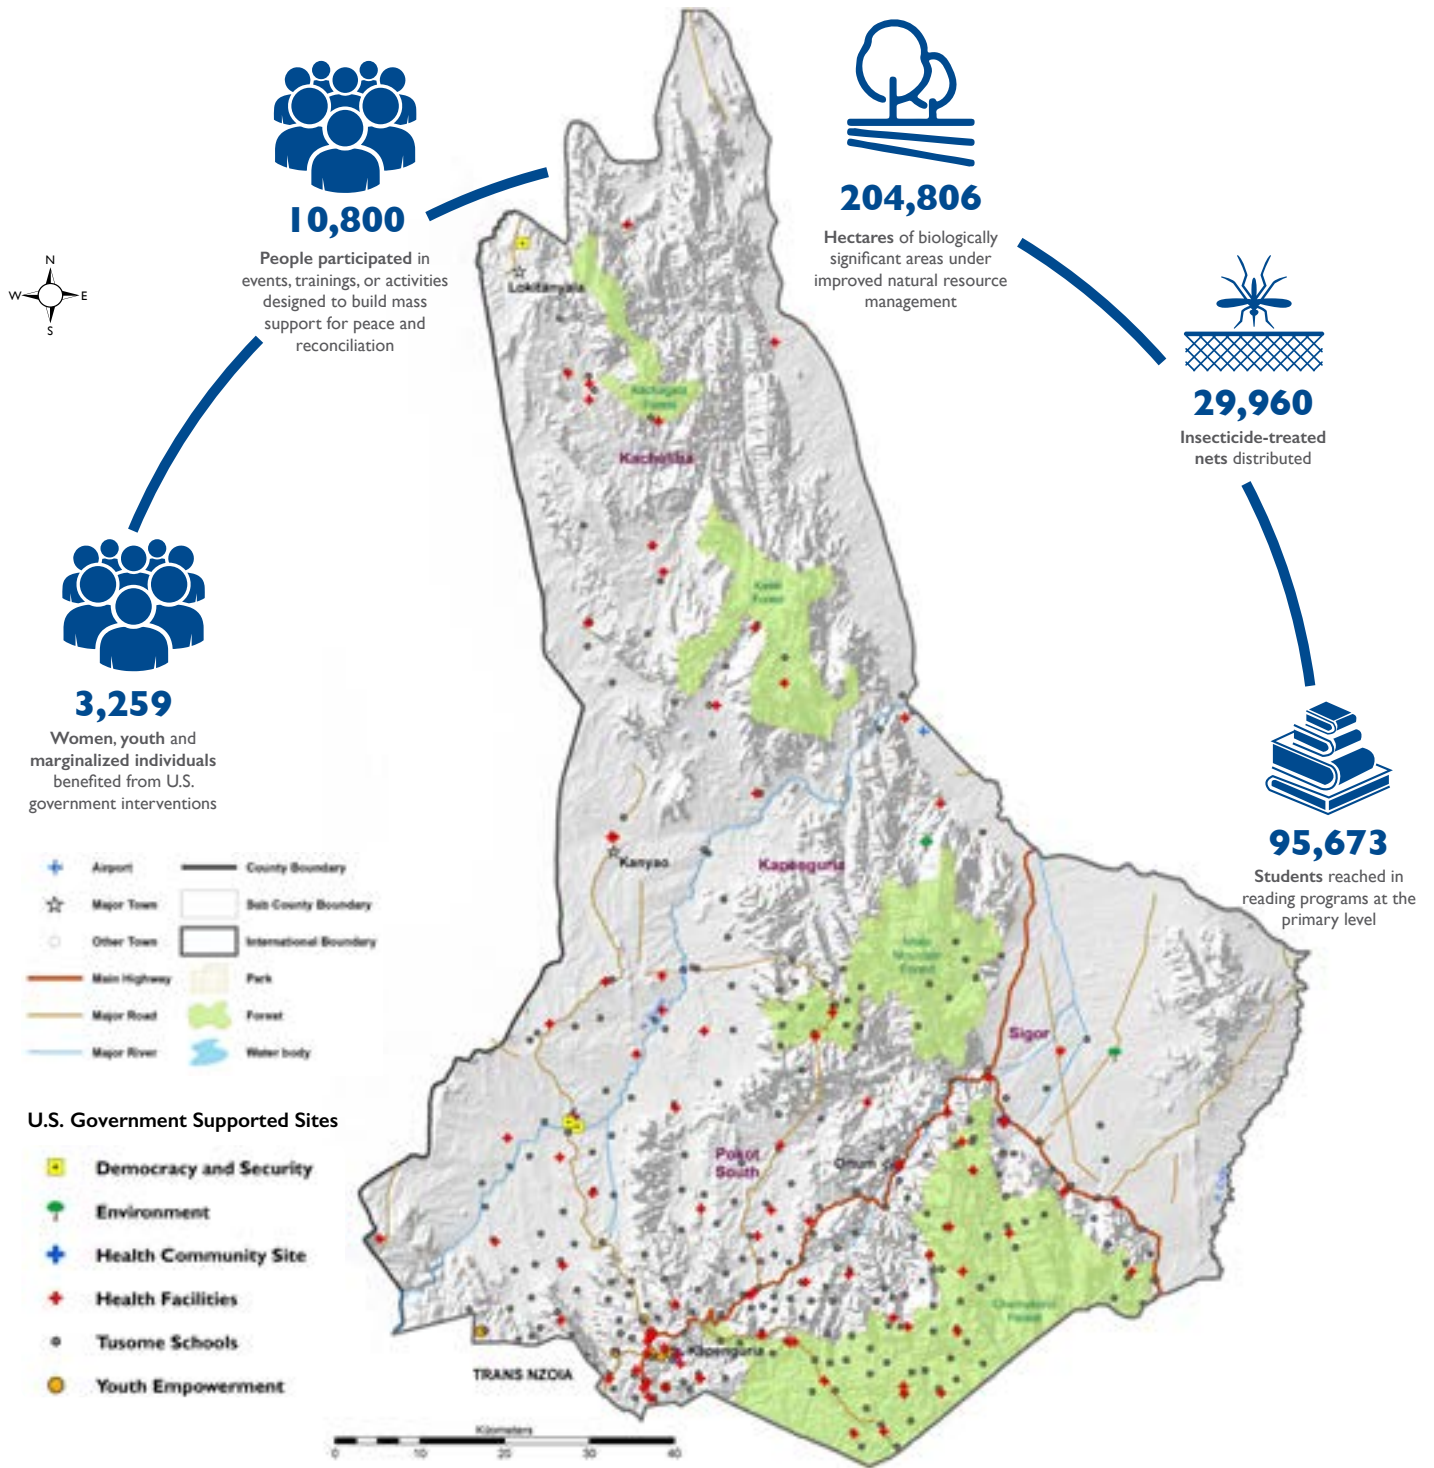 10,800
People participated in
events, trainings, or activities
designed to build mass
support for peace and
reconciliation
204,806
Hectares of biologically
significant areas under
improved natural resource
management
29,960
Insecticide-treated
nets distributed
95,673
Students reached in
reading programs at the
primary level
3,259
Women, youth and
marginalized individuals
benefited from U.S.
government interventions
N
W E
S
Lokitanyala
Forest
Kacheliba
Forest
Kanyao
Kapenguria
Forest
Sigor
Pokot
South
Ortum
Forest
Kapenguria
TRANS NZOIA
Airport
County Boundary
Major Town
Sub County Boundary
Other Town
International Boundary
Main Highway
Park
Major Road
Forest
Major River
Water body
U.S. Government Supported Sites
Democracy and Security
Environment
Health Community Site
Health Facilities
Tusome Schools
Youth Empowerment
Kilometers
0 10 20 30 40